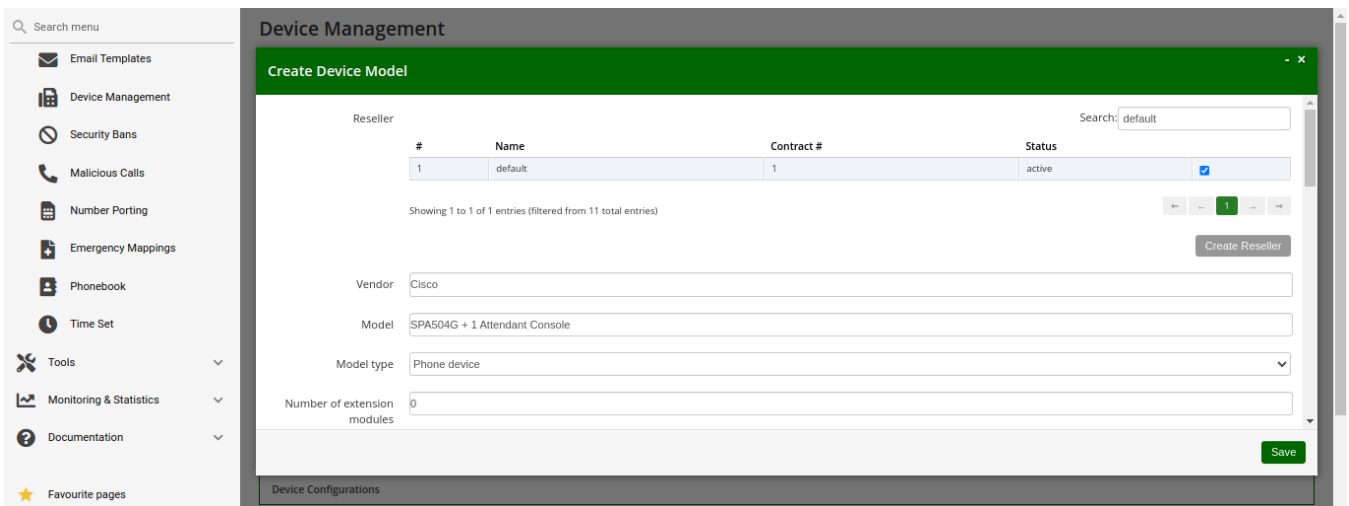 Search menu
Email Templates
Device Management
Security Bans
Malicious Calls
Number Porting
Emergency Mappings
Phonebook
Time Set
Tools
Monitoring & Statistics
Documentation
Favourite pages
Device Management
Create Device Model
- ×
Reseller
Search: default
# Name Contract # Status
1 default 1 active
Showing 1 to 1 of 1 entries (filtered from 11 total entries)
← .. 1 .. →
Create Reseller
Vendor Cisco
Model SPA504G + 1 Attendant Console
Model type Phone device
Number of extension 0
modules
Save
Device Configurations